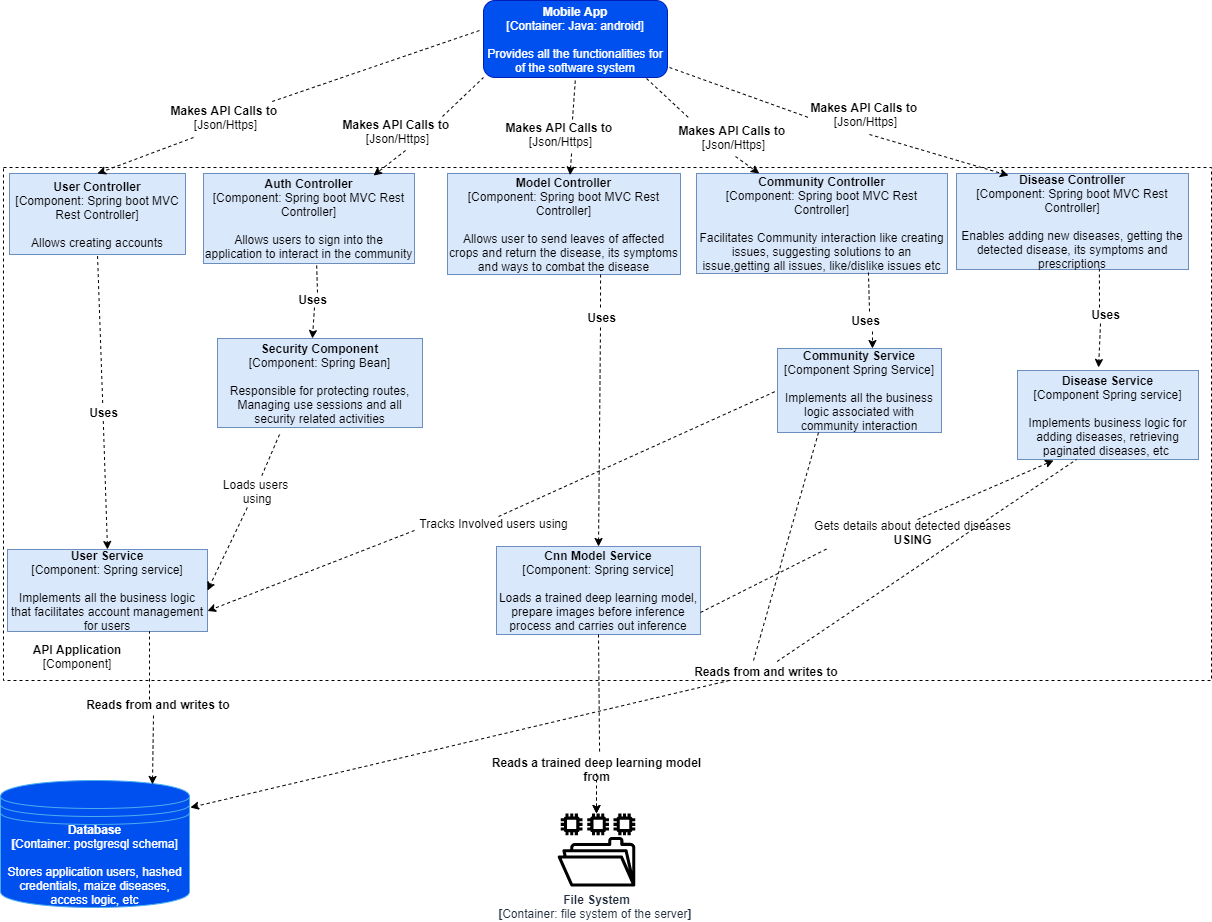 Mobile App
[Container: Java: android]
Provides all the functionalities for
of the software system
Makes API Calls to
[Json/Https]
Makes API Calls to
[Json/Https]
Makes API Calls to
[Json/Https]
Makes API Calls to
[Json/Https]
Makes API Calls to
[Json/Https]
User Controller
[Component: Spring boot MVC
Rest Controller]
Allows creating accounts
Auth Controller
[Component: Spring boot MVC Rest
Controller]
Allows users to sign into the
application to interact in the community
Model Controller
[Component: Spring boot MVC Rest
Controller]
Allows user to send leaves of affected
crops and return the disease, its symptoms
and ways to combat the disease
Community Controller
[Component: Spring boot MVC Rest
Controller]
Facilitates Community interaction like creating
issues, suggesting solutions to an
issue,getting all issues, like/dislike issues etc
Disease Controller
[Component: Spring boot MVC Rest
Controller]
Enables adding new diseases, getting the
detected disease, its symptoms and
prescriptions
Uses
Uses
Uses
Uses
Uses
Security Component
[Component: Spring Bean]
Responsible for protecting routes,
Managing use sessions and all
security related activities
Community Service
[Component Spring Service]
Implements all the business
logic associated with
community interaction
Disease Service
[Component Spring service]
Implements business logic for
adding diseases, retrieving
paginated diseases, etc
Loads users
using
Tracks Involved users using
Gets details about detected diseases
USING
User Service
[Component: Spring service]
Implements all the business logic
that facilitates account management
for users
Cnn Model Service
[Component: Spring service]
Loads a trained deep learning model,
prepare images before inference
process and carries out inference
API Application
[Component]
Reads from and writes to
Reads from and writes to
Reads a trained deep learning model
from
Database
[Container: postgresql schema]
Stores application users, hashed
credentials, maize diseases,
access logic, etc
File System
[Container: file system of the server]